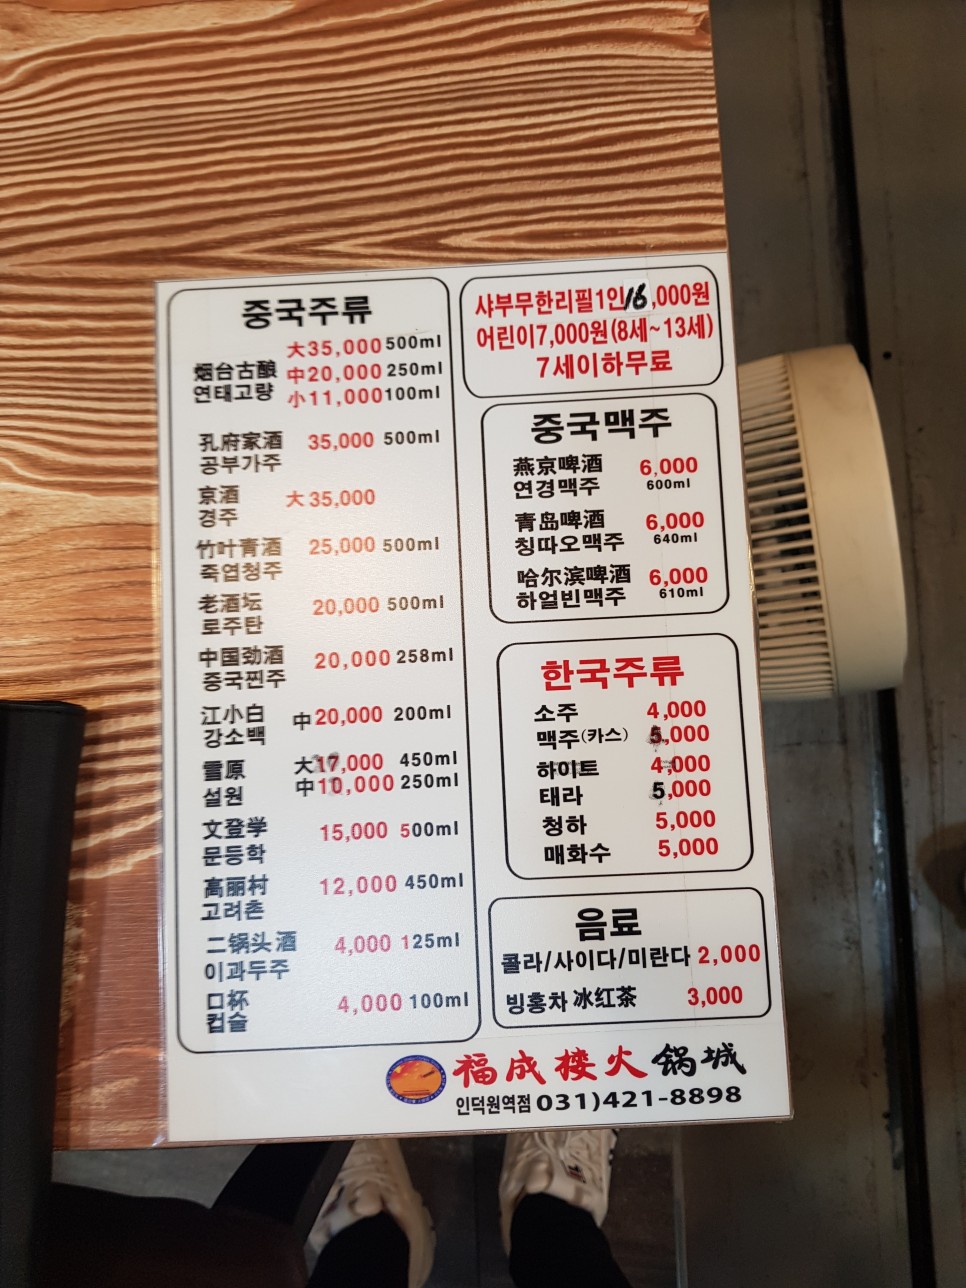 중국주류
大35,000 500ml
烟台古酿 中20,000 250ml
연태고량 小11,000 100ml
孔府家酒 35,000 500ml
공부가주
京酒 大35,000
경주
竹叶青酒 25,000 500ml
죽엽청주
老酒坛 20,000 500ml
로주탄
中国劲酒 20,000 258ml
중국찐주
江小白 中20,000 200ml
강소백
雪原 大17,000 450ml
설원 中10,000 250ml
文登学 15,000 500ml
문등학
高丽村 12,000 450ml
고려촌
二锅头酒 4,000 125ml
이과두주
口杯 4,000 100ml
컵술
샤부무한리필1인18,000원
어린이7,000원(8세~13세)
7세이하무료
중국맥주
燕京啤酒 6,000
연경맥주 600ml
青岛啤酒 6,000
칭따오맥주 640ml
哈尔滨啤酒 6,000
하얼빈맥주 610ml
한국주류
소주 4,000
맥주(카스) 5,000
하이트 4,000
태라 5,000
청하 5,000
매화수 5,000
음료
콜라/사이다/미란다 2,000
빙홍차 冰红茶 3,000
福成楼火锅城
인덕원역점 031)421-8898